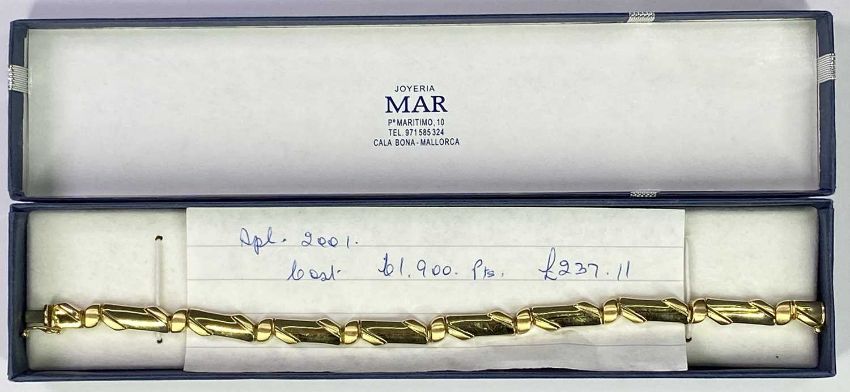 JOYERIA
MAR
Pº MARITIMO, 10
TEL. 971 585 324
CALA BONA - MALLORCA
Apl. 2001.
Cost 61.900. Pts. £237.11